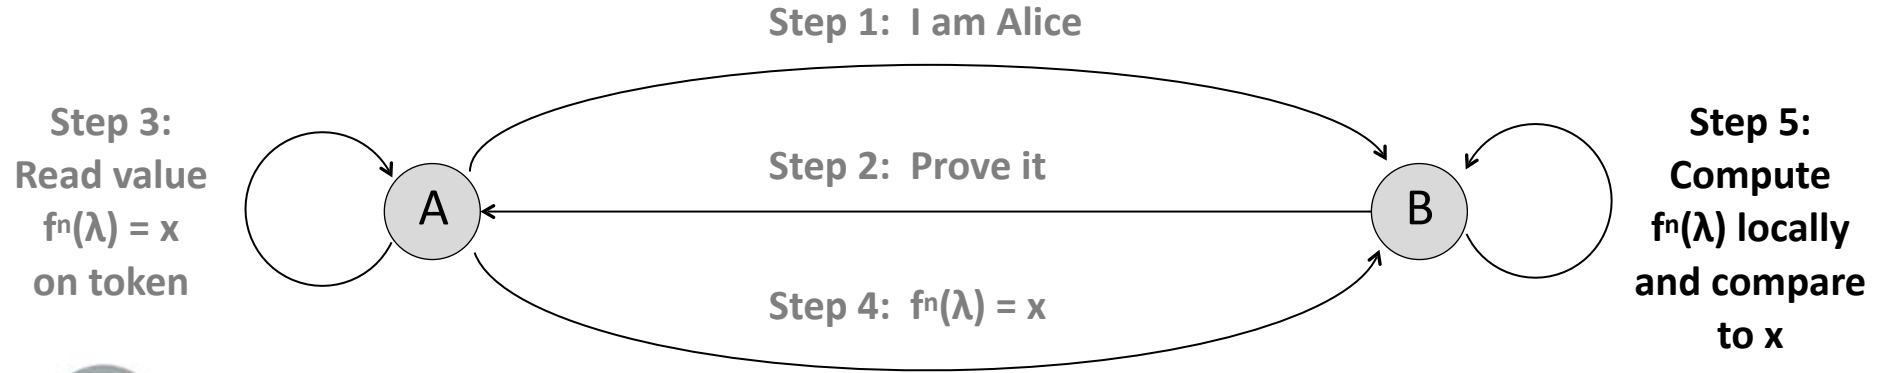 Step 1: I am Alice
Step 3:
Read value
fⁿ(λ) = x
on token
A
Step 2: Prove it
B
Step 4: fⁿ(λ) = x
Step 5:
Compute
fⁿ(λ) locally
and compare
to x